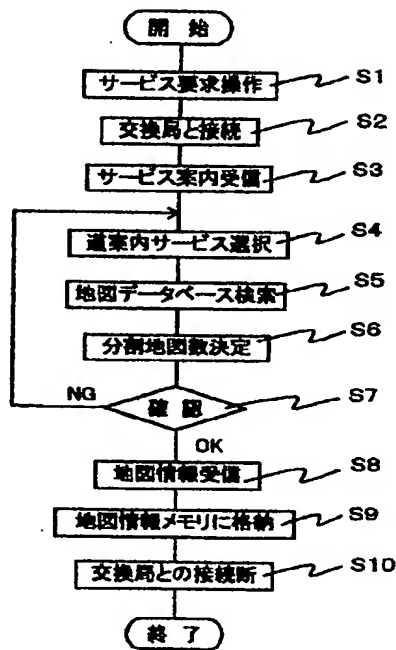 開始
サービス要求操作 S1
交換局と接続 S2
サービス案内受信 S3
道案内サービス選択 S4
地図データベース検索 S5
分割地図数決定 S6
NG 確認 S7
OK
地図情報受信 S8
地図情報メモリに格納 S9
交換局との接続断 S10
終了